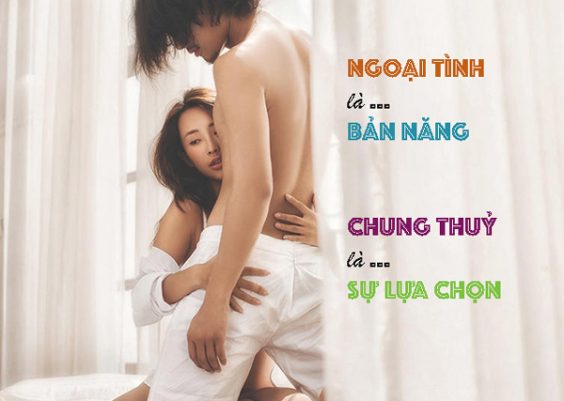 NGOẠI TÌNH
là ...
BẢN NĂNG
CHUNG THUỶ
là ...
SỰ LỰA CHỌN